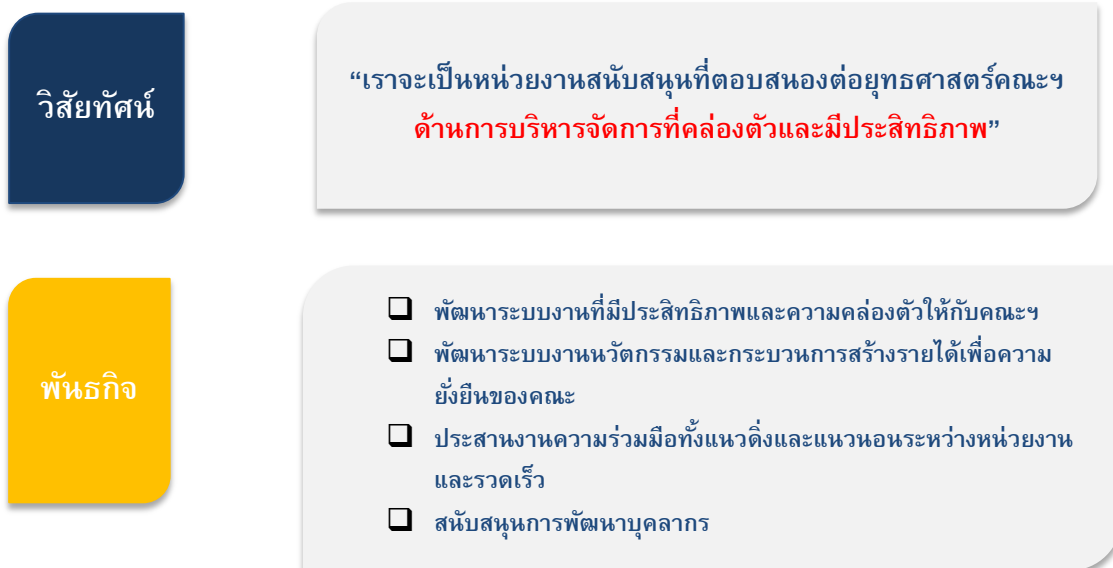 วิสัยทัศน์
“เราจะเป็นหน่วยงานสนับสนุนที่ตอบสนองต่อยุทธศาสตร์คณะฯ
ด้านการบริหารจัดการที่คล่องตัวและมีประสิทธิภาพ”
พันธกิจ
พัฒนาระบบงานที่มีประสิทธิภาพและความคล่องตัวให้กับคณะฯ
พัฒนาระบบงานนวัตกรรมและกระบวนการสร้างรายได้เพื่อความ
ยั่งยืนของคณะ
ประสานงานความร่วมมือทั้งแนวดิ่งและแนวนอนระหว่างหน่วยงาน
และรวดเร็ว
สนับสนุนการพัฒนาบุคลากร